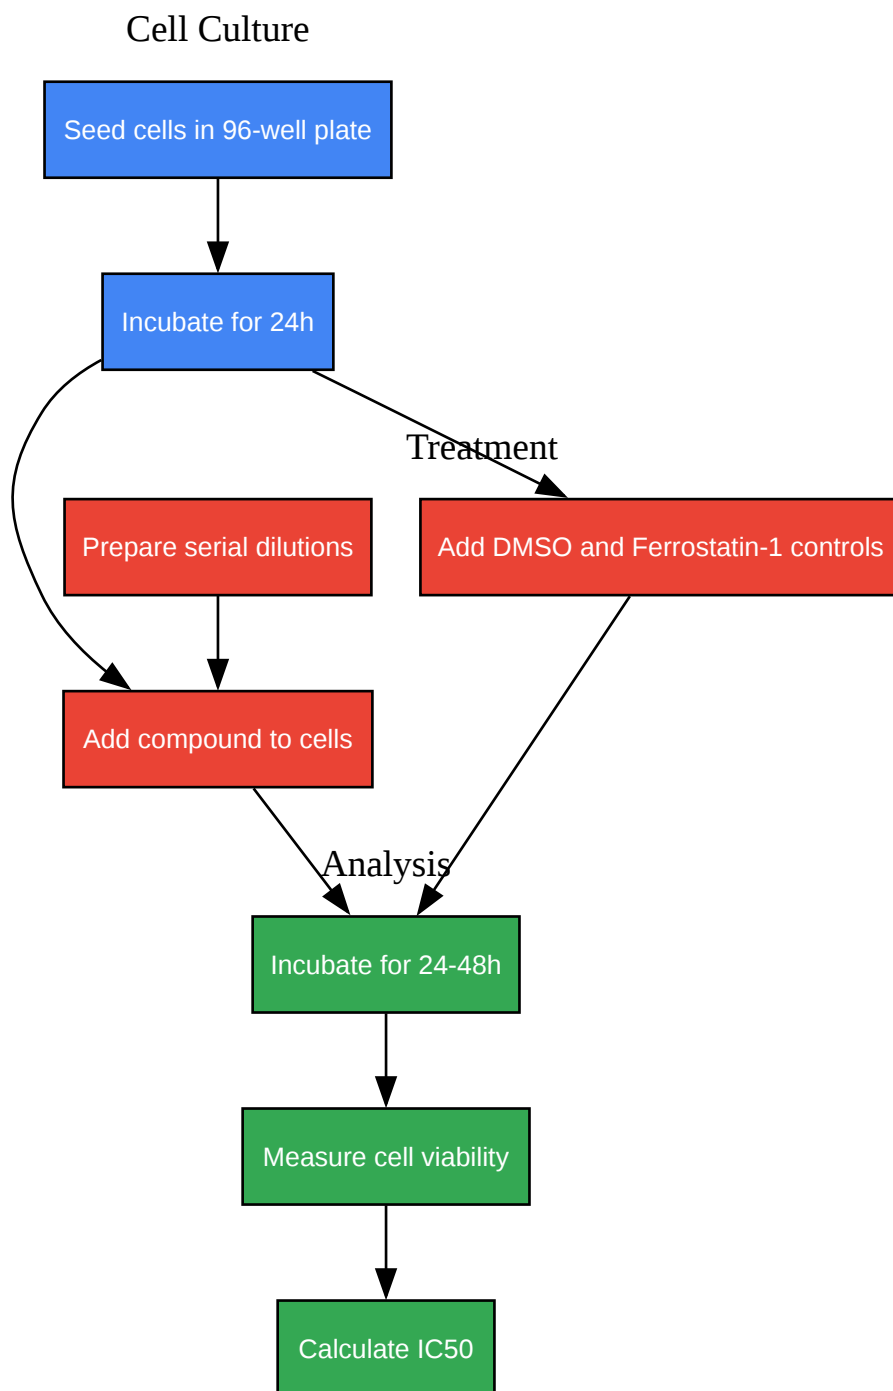 Cell Culture
Seed cells in 96-well plate
Incubate for 24h
Treatment
Prepare serial dilutions
Add DMSO and Ferrostatin-1 controls
Add compound to cells
Analysis
Incubate for 24-48h
Measure cell viability
Calculate IC50